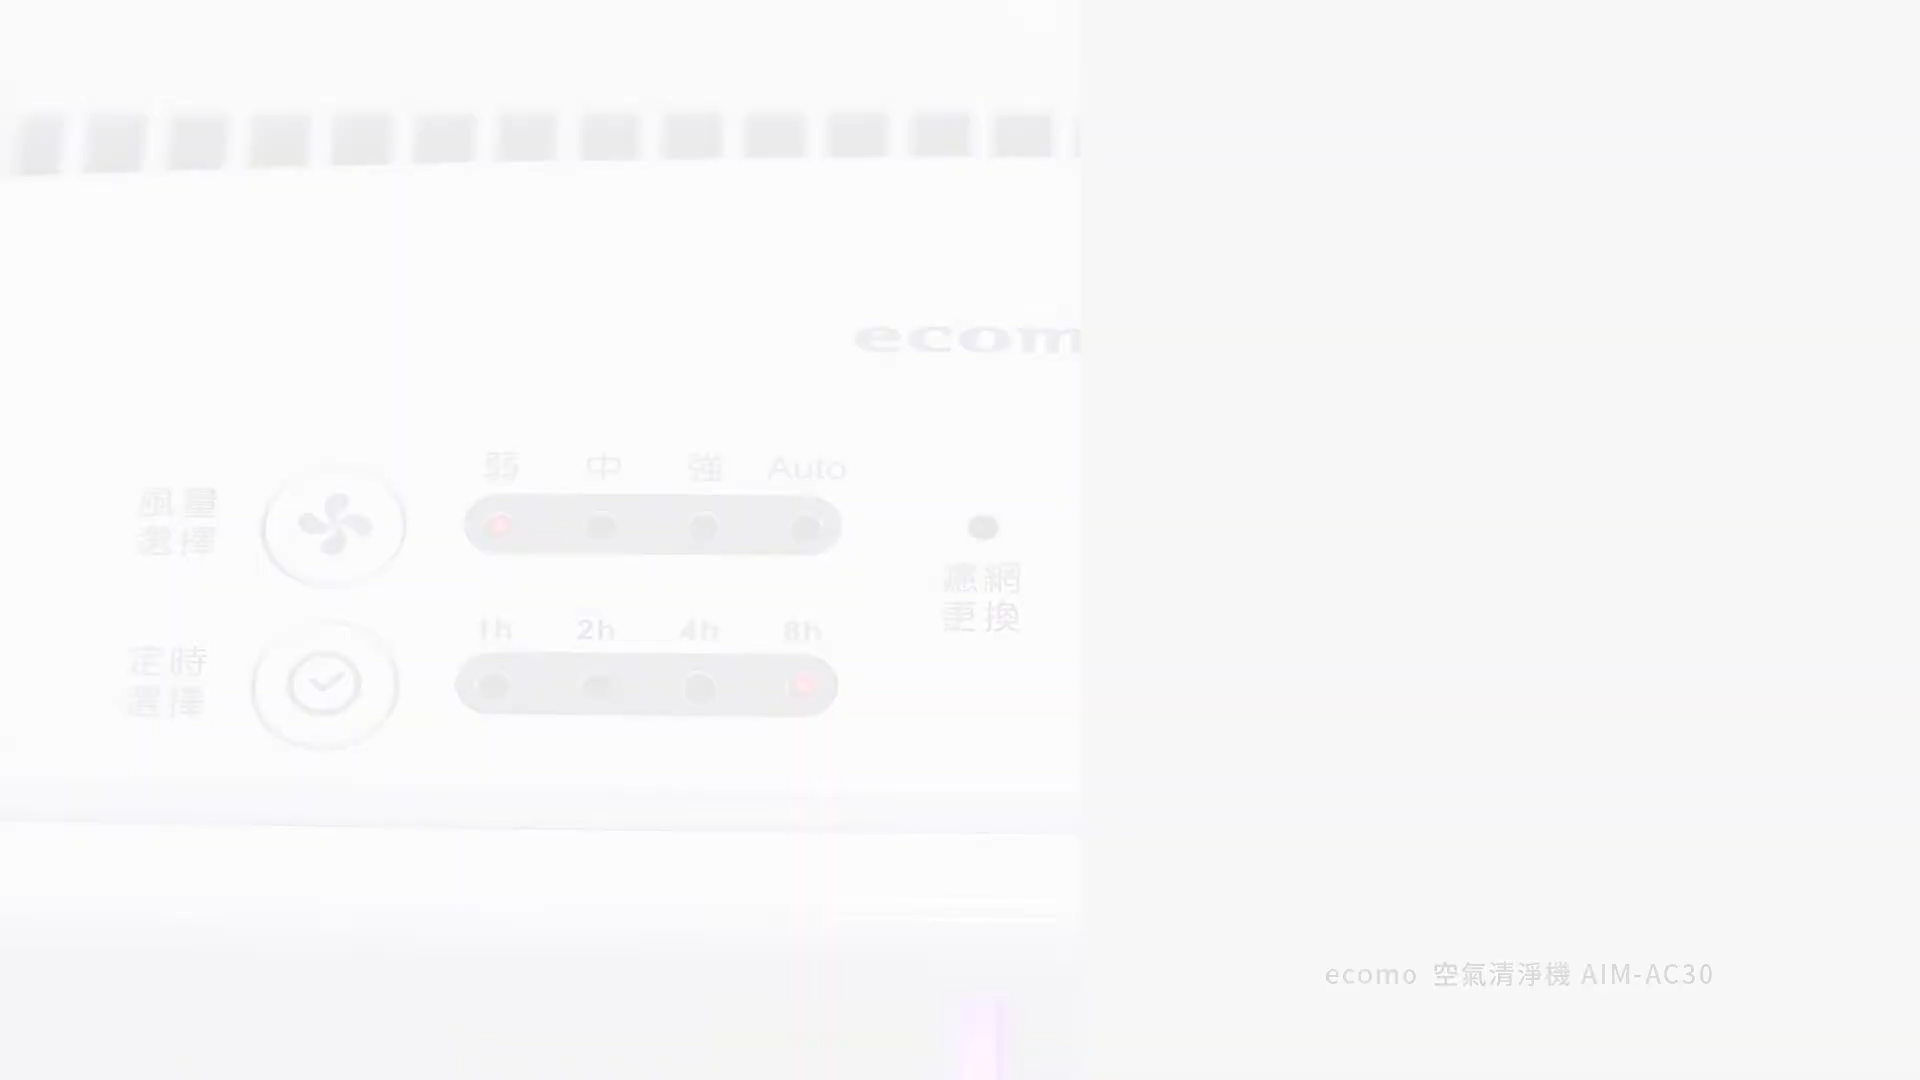 ecom
弱 中 強 Auto
風量
選擇
濾網
更換
1h 2h 4h 8h
定時
選擇
ecomo 空氣清淨機 AIM-AC30